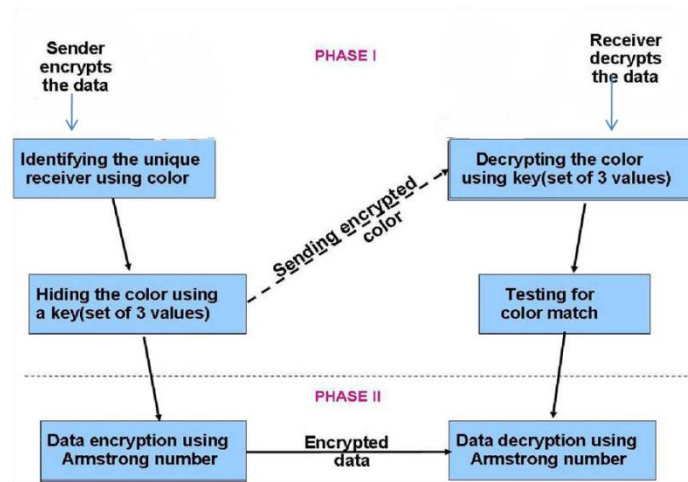 Sender
encrypts
the data
PHASE I
Receiver
decrypts
the data
Identifying the unique
receiver using color
Decrypting the color
using key(set of 3 values)
Sending encrypted
color
Hiding the color using
a key(set of 3 values)
Testing for
color match
PHASE II
Data encryption using
Armstrong number
Encrypted
data
Data decryption using
Armstrong number